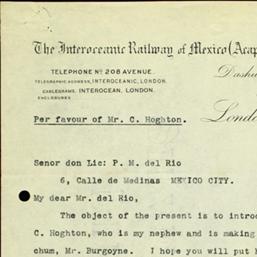 The Interoceanic Railway of Mexico (Acap
TELEPHONE Nº 208 AVENUE.
TELEGRAPHIC ADDRESS, INTEROCEANIC, LONDON.
CABLEGRAMS, INTEROCEAN, LONDON.
ENCLOSURES
Dashw
London
Per favour of Mr. C. Hoghton.
Senor don Lic: P. M. del Rio
6, Calle de Medinas MEXICO CITY.
My dear Mr. del Rio,
The object of the present is to introd
C. Hoghton, who is my nephew and is making
chum, Mr. Burgoyne. I hope you will put h